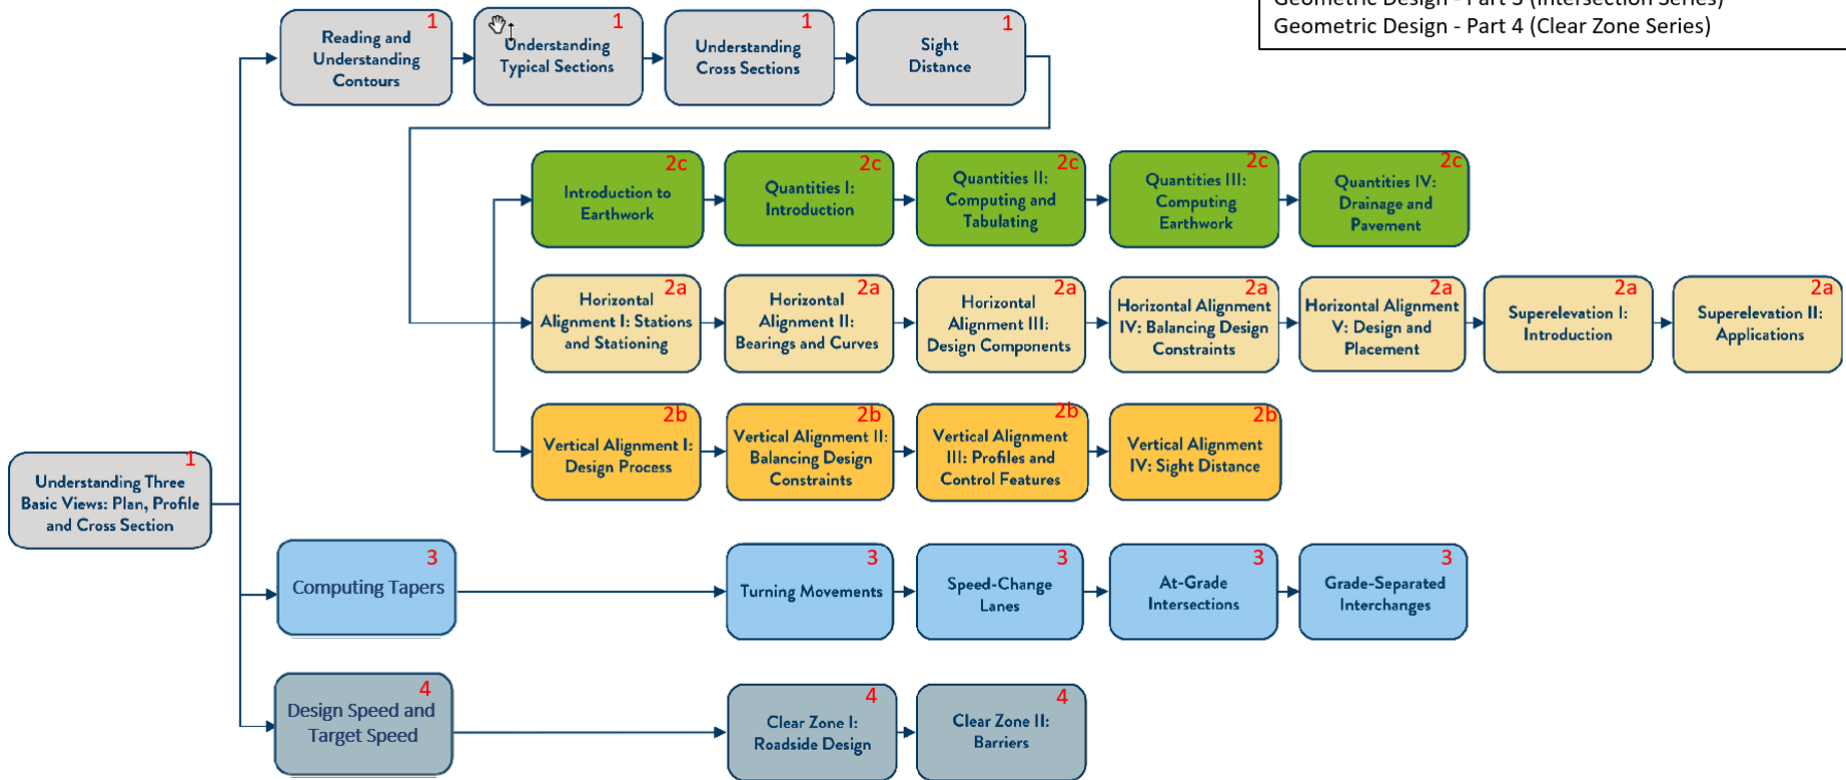 Geometric Design - Part 3 (Intersection Series)
Geometric Design - Part 4 (Clear Zone Series)
1
Reading and
Understanding
Contours
1
Understanding
Typical Sections
1
Understanding
Cross Sections
1
Sight
Distance
2c
Introduction to
Earthwork
2c
Quantities I:
Introduction
2c
Quantities II:
Computing and
Tabulating
2c
Quantities III:
Computing
Earthwork
2c
Quantities IV:
Drainage and
Pavement
2a
Horizontal
Alignment I: Stations
and Stationing
2a
Horizontal
Alignment II:
Bearings and Curves
2a
Horizontal
Alignment III:
Design Components
2a
Horizontal Alignment
IV: Balancing Design
Constraints
2a
Horizontal Alignment
V: Design and
Placement
2a
Superelevation I:
Introduction
2a
Superelevation II:
Applications
2b
Vertical Alignment I:
Design Process
2b
Vertical Alignment II:
Balancing Design
Constraints
2b
Vertical Alignment
III: Profiles and
Control Features
2b
Vertical Alignment
IV: Sight Distance
1
Understanding Three
Basic Views: Plan, Profile
and Cross Section
3
Computing Tapers
3
Turning Movements
3
Speed-Change
Lanes
3
At-Grade
Intersections
3
Grade-Separated
Interchanges
4
Design Speed and
Target Speed
4
Clear Zone I:
Roadside Design
4
Clear Zone II:
Barriers